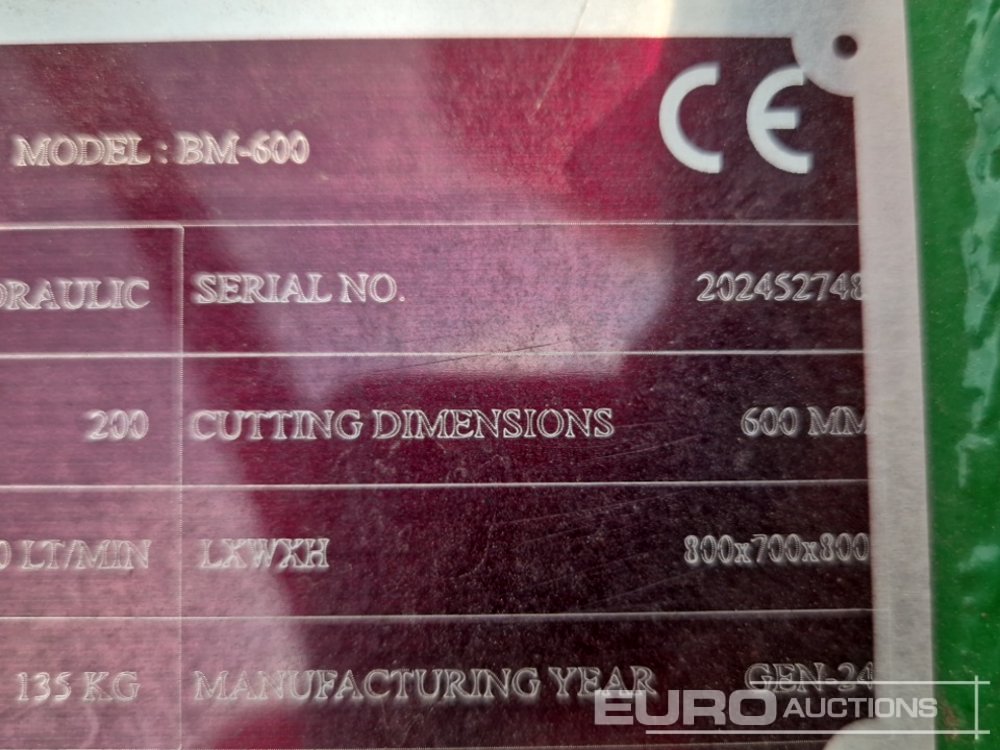 CE
MODEL : BM-600
DRAULIC SERIAL NO. 202452748
200 CUTTING DIMENSIONS 600 MM
0 LT/MIN LXWXH 800x700x800
135 KG MANUFACTURING YEAR GEN-24
EURO AUCTIONS